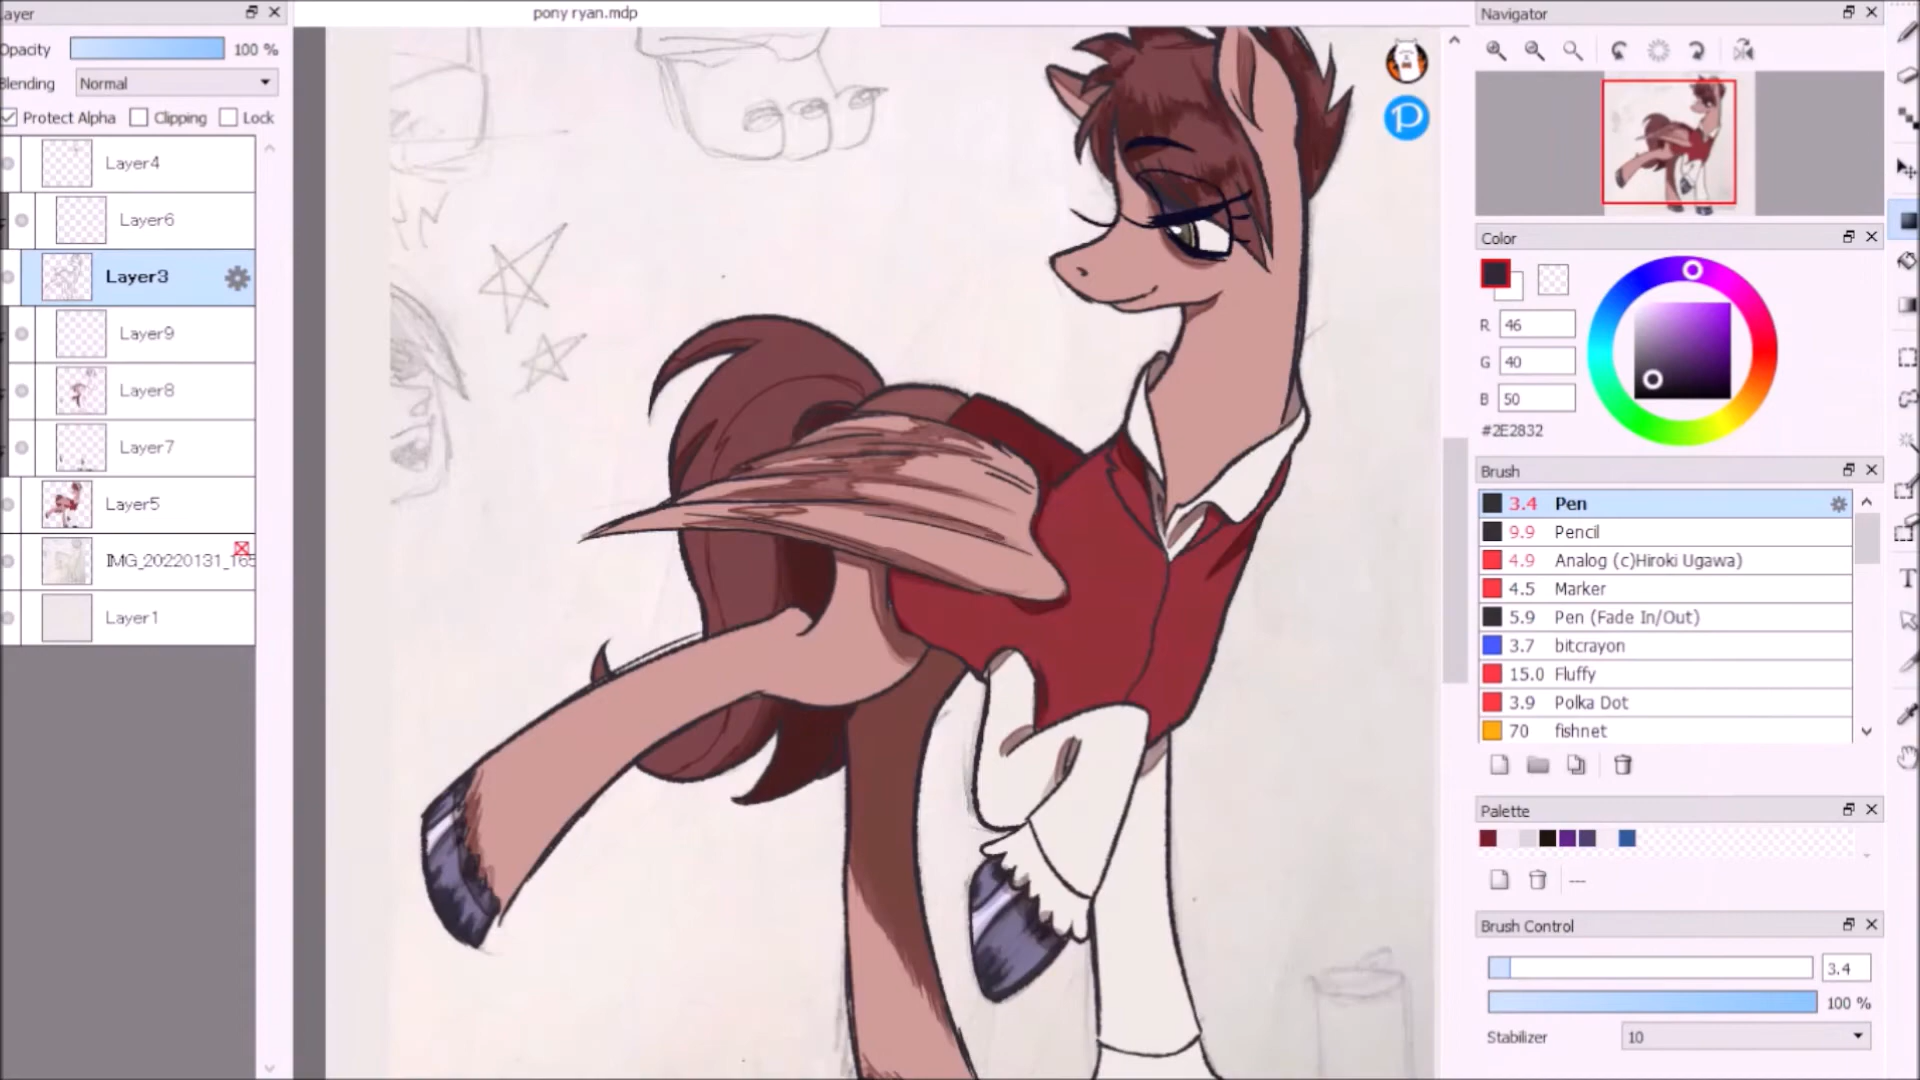 ayer
Opacity 100 %
Blending Normal
Protect Alpha Clipping Lock
Layer4
Layer6
Layer3
Layer9
Layer8
Layer7
Layer5
IMG_20220131_165
Layer1
pony ryan.mdp
P
Navigator
Color
R 46
G 40
B 50
#2E2832
Brush
3.4 Pen
9.9 Pencil
4.9 Analog (c)Hiroki Ugawa)
4.5 Marker
5.9 Pen (Fade In/Out)
3.7 bitcrayon
15.0 Fluffy
3.9 Polka Dot
70 fishnet
Palette
---
Brush Control
3.4
100 %
Stabilizer 10
T